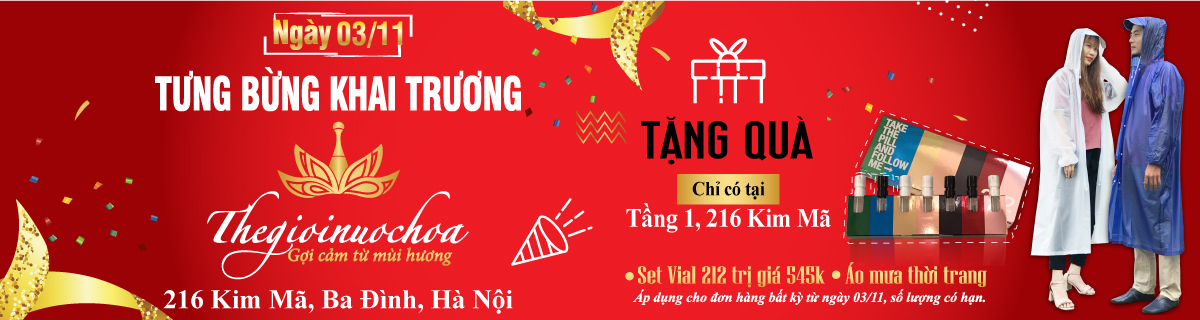 Ngày 03/11
TƯNG BỪNG KHAI TRƯƠNG
Thegioinuochoa
Gợi cảm từ mùi hương
216 Kim Mã, Ba Đình, Hà Nội
TẶNG QUÀ
Chỉ có tại
Tầng 1, 216 Kim Mã
TAKE
THE
PILL
AND
FOLLOW
ME→
• Set Vial 212 trị giá 545k • Áo mưa thời trang
Áp dụng cho đơn hàng bất kỳ từ ngày 03/11, số lượng có hạn.